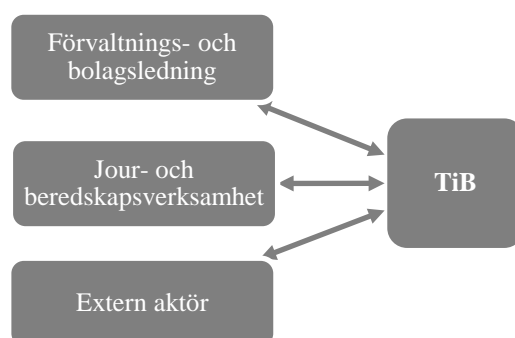 Förvaltnings- och
bolagsledning
Jour- och
beredskapsverksamhet
TiB
Extern aktör